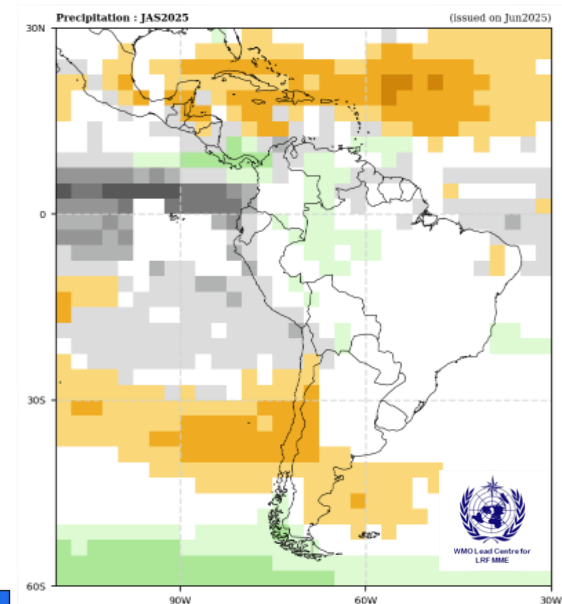 Precipitation : JAS2025 (issued on Jun2025)
30N
0
30S
60S
90W 60W 30W
WMO Lead Centre for
LRF MME